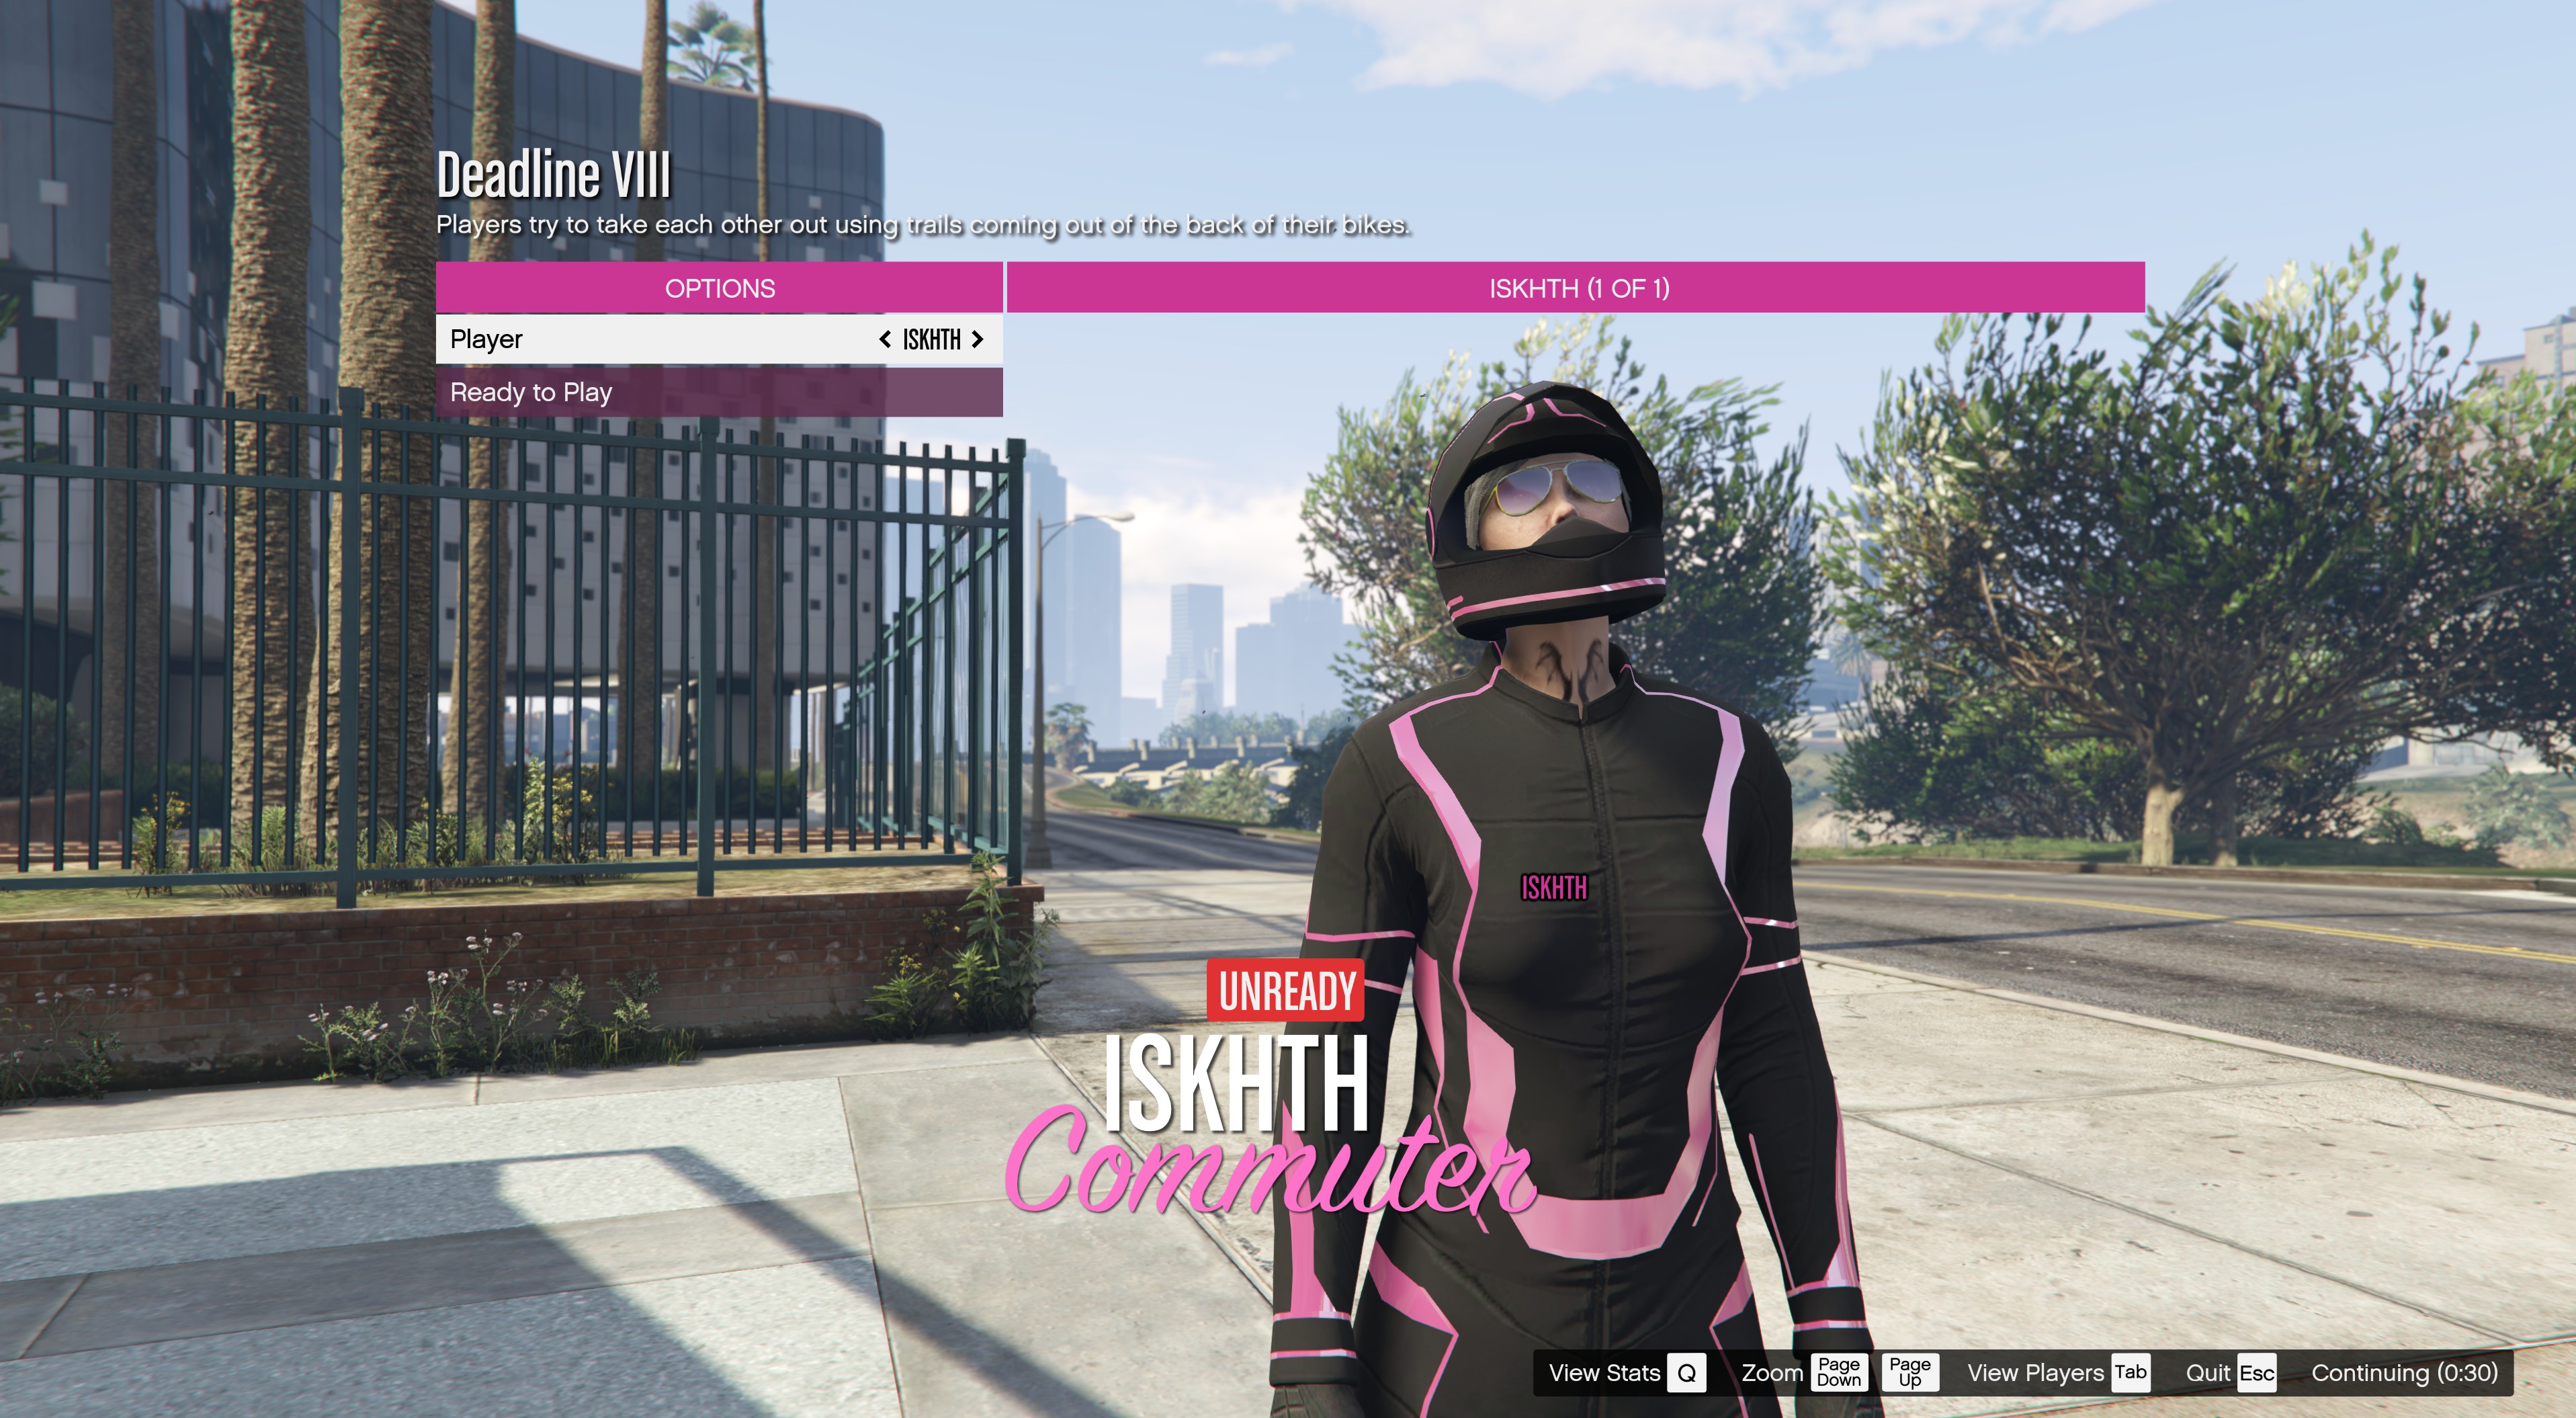 Deadline VIII
Players try to take each other out using trails coming out of the back of their bikes.
OPTIONS
ISKHTH (1 OF 1)
Player
ISKHTH
Ready to Play
ISKHTH
UNREADY
ISKHTH
Commuter
View Stats Q Zoom Page Down Page Up View Players Tab Quit Esc Continuing (0:30)